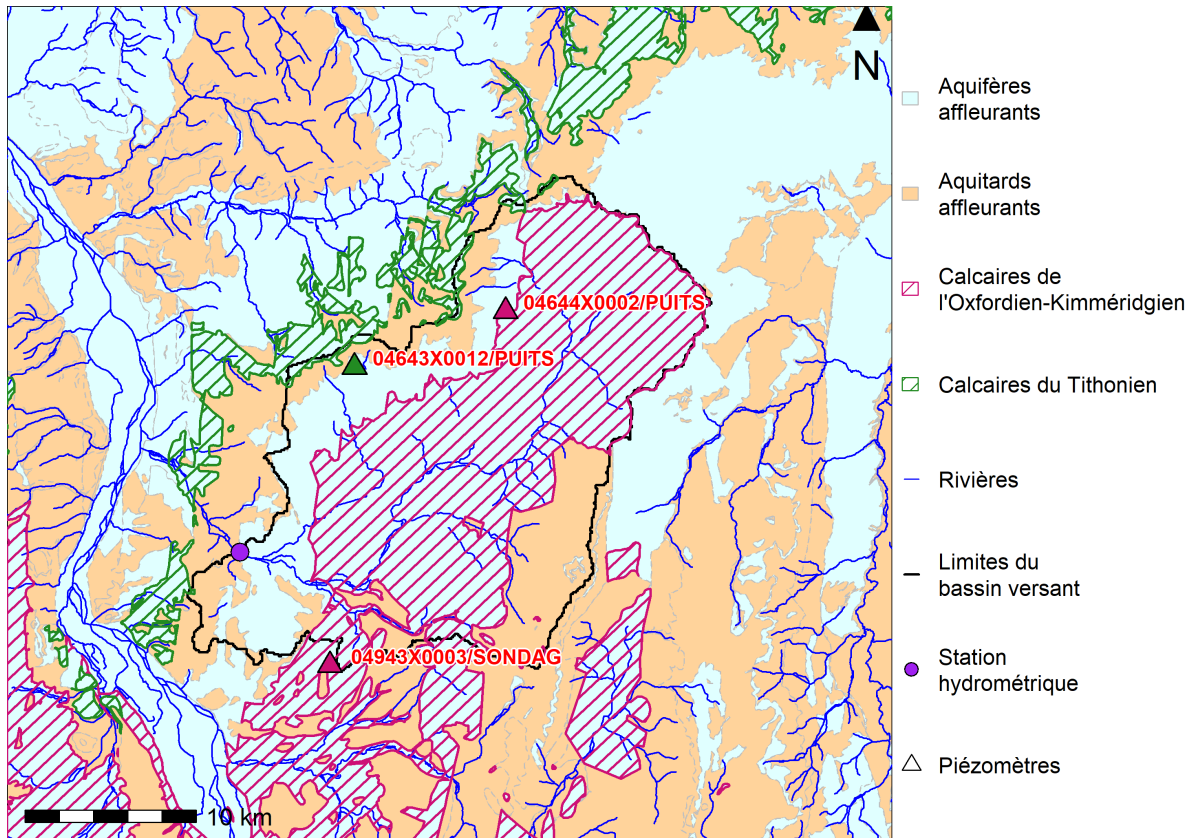 N
Aquifères
affleurants
Aquitards
affleurants
Calcaires de
l'Oxfordien-Kimméridgien
04644X0002/PUITS
04643X0012/PUITS
Calcaires du Tithonien
Rivières
Limites du
bassin versant
04943X0003/SONDAG
Station
hydrométrique
Piézomètres
10 km